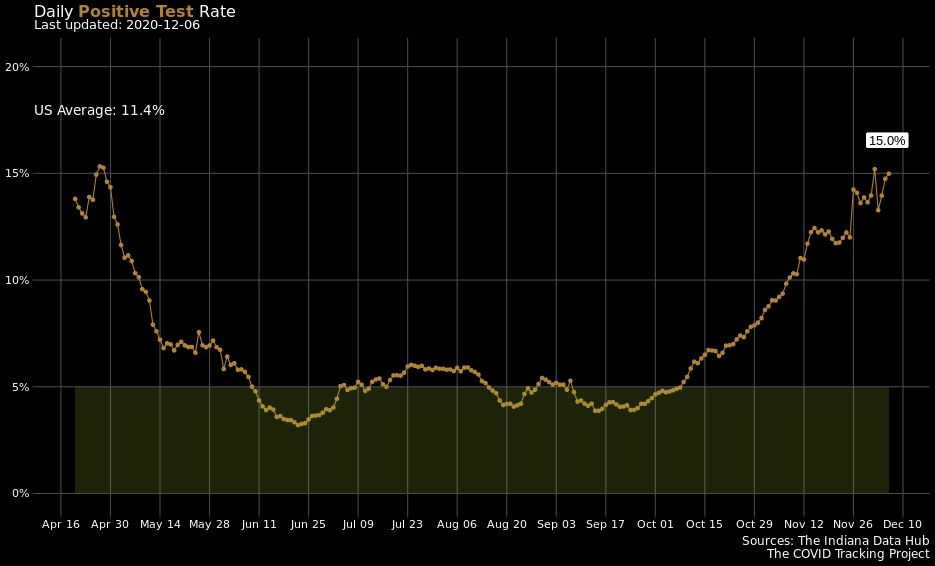 Daily Positive Test Rate
Last updated: 2020-12-06
20%
US Average: 11.4%
15.0%
15%
10%
5%
0%
Apr 16 Apr 30 May 14 May 28 Jun 11 Jun 25 Jul 09 Jul 23 Aug 06 Aug 20 Sep 03 Sep 17 Oct 01 Oct 15 Oct 29 Nov 12 Nov 26 Dec 10
Sources: The Indiana Data Hub
The COVID Tracking Project